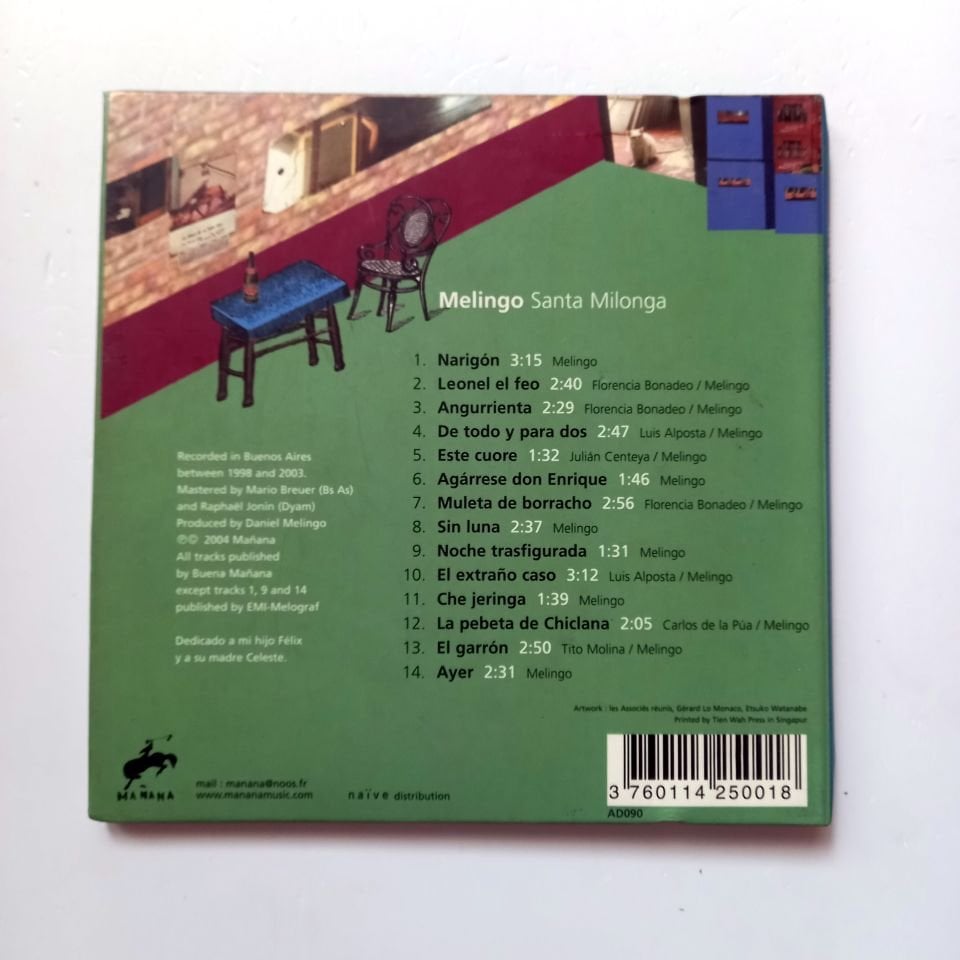 Melingo Santa Milonga
1. Narigón 3:15 Melingo
2. Leonel el feo 2:40 Florencia Bonadeo / Melingo
3. Angurrienta 2:29 Florencia Bonadeo / Melingo
4. De todo y para dos 2:47 Luis Alposta / Melingo
5. Este cuore 1:32 Julián Centeya / Melingo
6. Agárrese don Enrique 1:46 Melingo
7. Muleta de borracho 2:56 Florencia Bonadeo / Melingo
8. Sin luna 2:37 Melingo
9. Noche trasfigurada 1:31 Melingo
10. El extraño caso 3:12 Luis Alposta / Melingo
11. Che jeringa 1:39 Melingo
12. La pebeta de Chiclana 2:05 Carlos de la Púa / Melingo
13. El garrón 2:50 Tito Molina / Melingo
14. Ayer 2:31 Melingo
Recorded in Buenos Aires
between 1998 and 2003.
Mastered by Mario Breuer (Bs As)
and Raphaël Jonin (Dyam)
Produced by Daniel Melingo
℗© 2004 Mañana
All tracks published
by Buena Mañana
except tracks 1, 9 and 14
published by EMI-Melograf
Dedicado a mi hijo Félix
y a su madre Celeste.
Artwork : les Associés réunis, Gérard Lo Monaco, Etsuko Watanabe
Printed by Tien Wah Press in Singapur
MAÑANA
mail : manana@noos.fr
www.mananamusic.com
naïve distribution
3 760114 250018
AD090